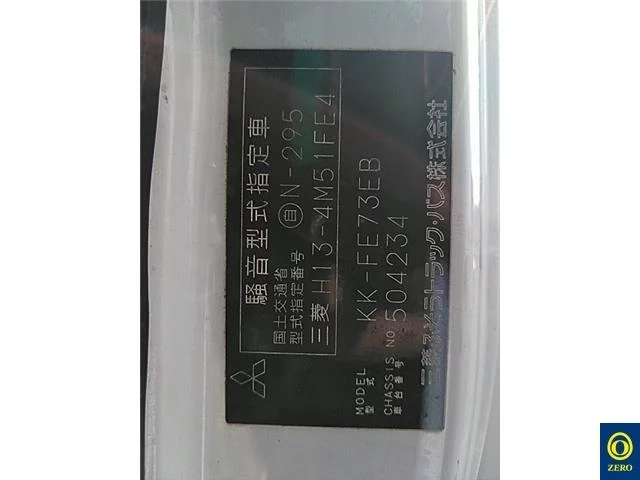 騒音型式指定車
国土交通省
型式指定番号
自 N-295
三菱 H13-4M51FE4
MODEL
型式
KK-FE73EB
CHASSIS NO
車台番号
504234
三菱ふそうトラック・バス株式会社
ZERO